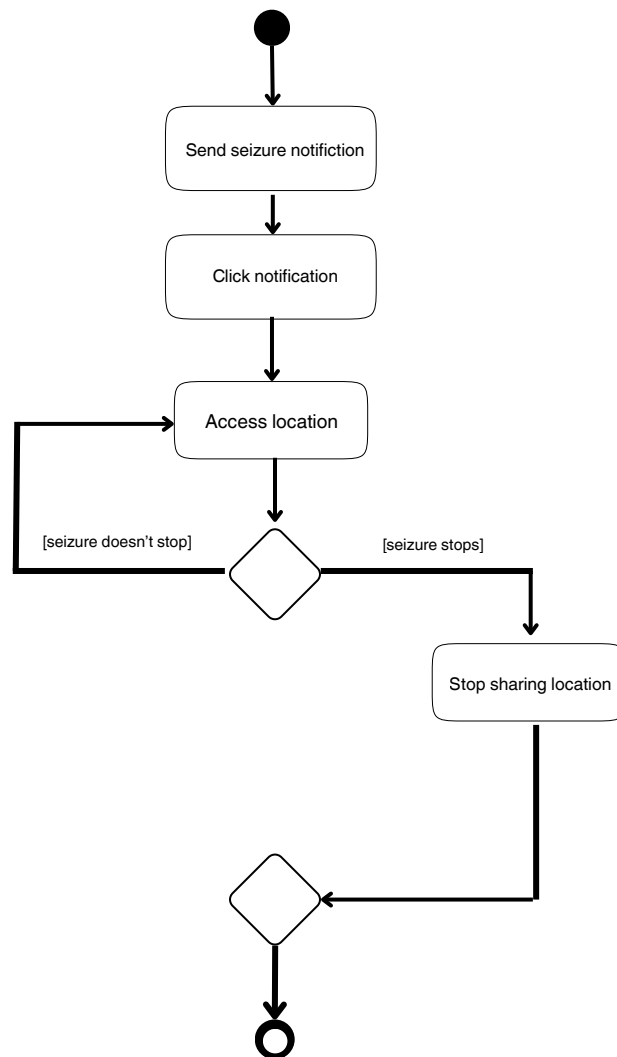 Send seizure notifiction
Click notification
Access location
[seizure doesn't stop]
[seizure stops]
Stop sharing location